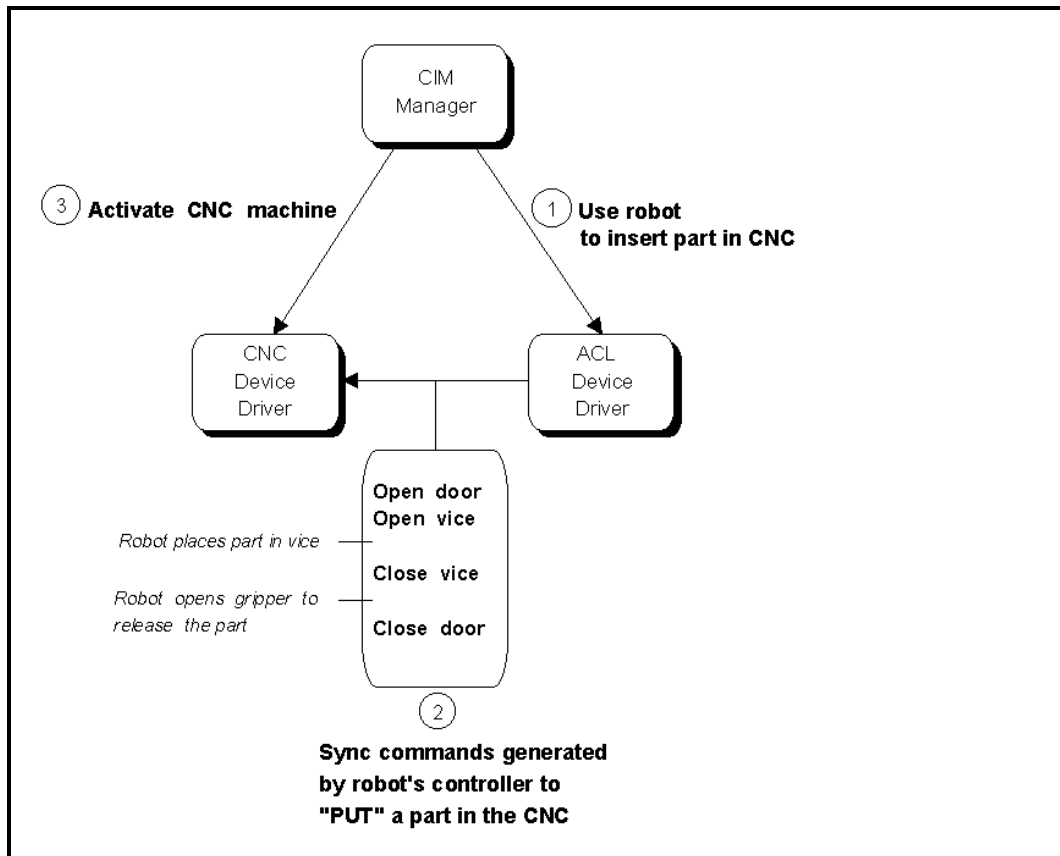 CIM
Manager
3 Activate CNC machine
1 Use robot
to insert part in CNC
CNC
Device
Driver
ACL
Device
Driver
Open door
Open vice
Robot places part in vice
Close vice
Robot opens gripper to
release the part
Close door
2
Sync commands generated
by robot's controller to
"PUT" a part in the CNC